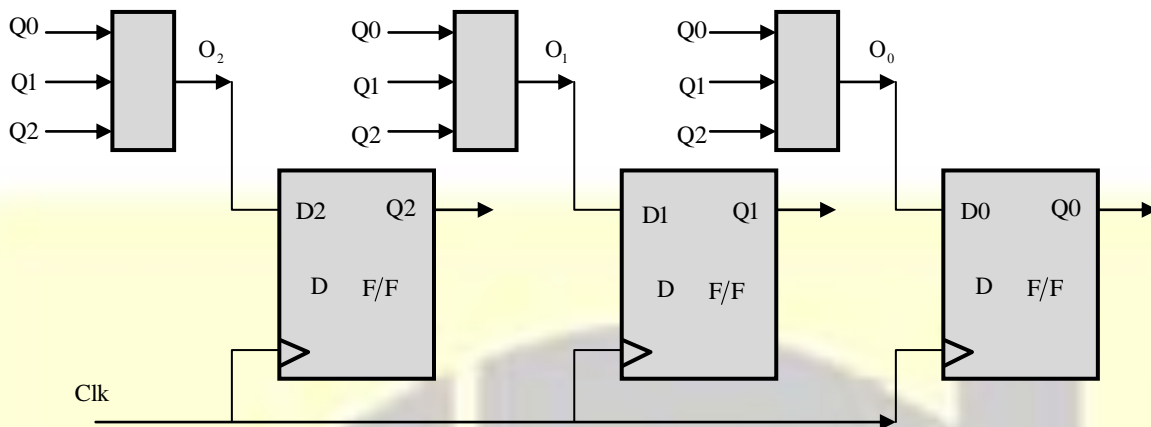 Q0
Q1
Q2
O₂
Q0
Q1
Q2
O₁
Q0
Q1
Q2
O₀
D2 Q2
D F/F
D1 Q1
D F/F
D0 Q0
D F/F
Clk